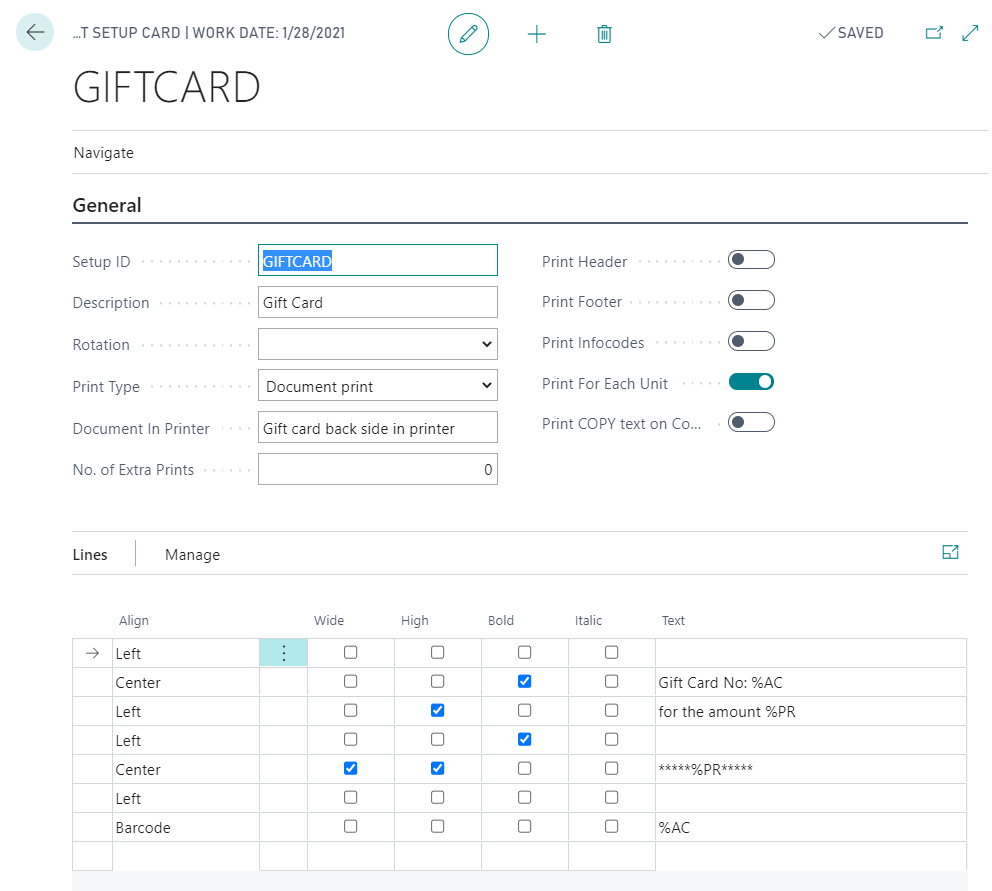 …T SETUP CARD | WORK DATE: 1/28/2021
SAVED
GIFTCARD
Navigate
General
Setup ID GIFTCARD
Print Header
Description Gift Card
Print Footer
Rotation
Print Infocodes
Print Type Document print
Print For Each Unit
Document In Printer Gift card back side in printer
Print COPY text on Co...
No. of Extra Prints 0
Lines Manage
Align Wide High Bold Italic Text
Left
Center Gift Card No: %AC
Left for the amount %PR
Left
Center *****%PR*****
Left
Barcode %AC